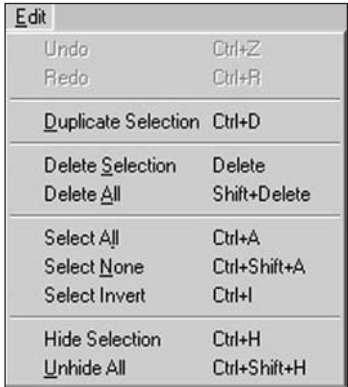 Edit
Undo Ctrl+Z
Redo Ctrl+R
Duplicate Selection Ctrl+D
Delete Selection Delete
Delete All Shift+Delete
Select All Ctrl+A
Select None Ctrl+Shift+A
Select Invert Ctrl+I
Hide Selection Ctrl+H
Unhide All Ctrl+Shift+H